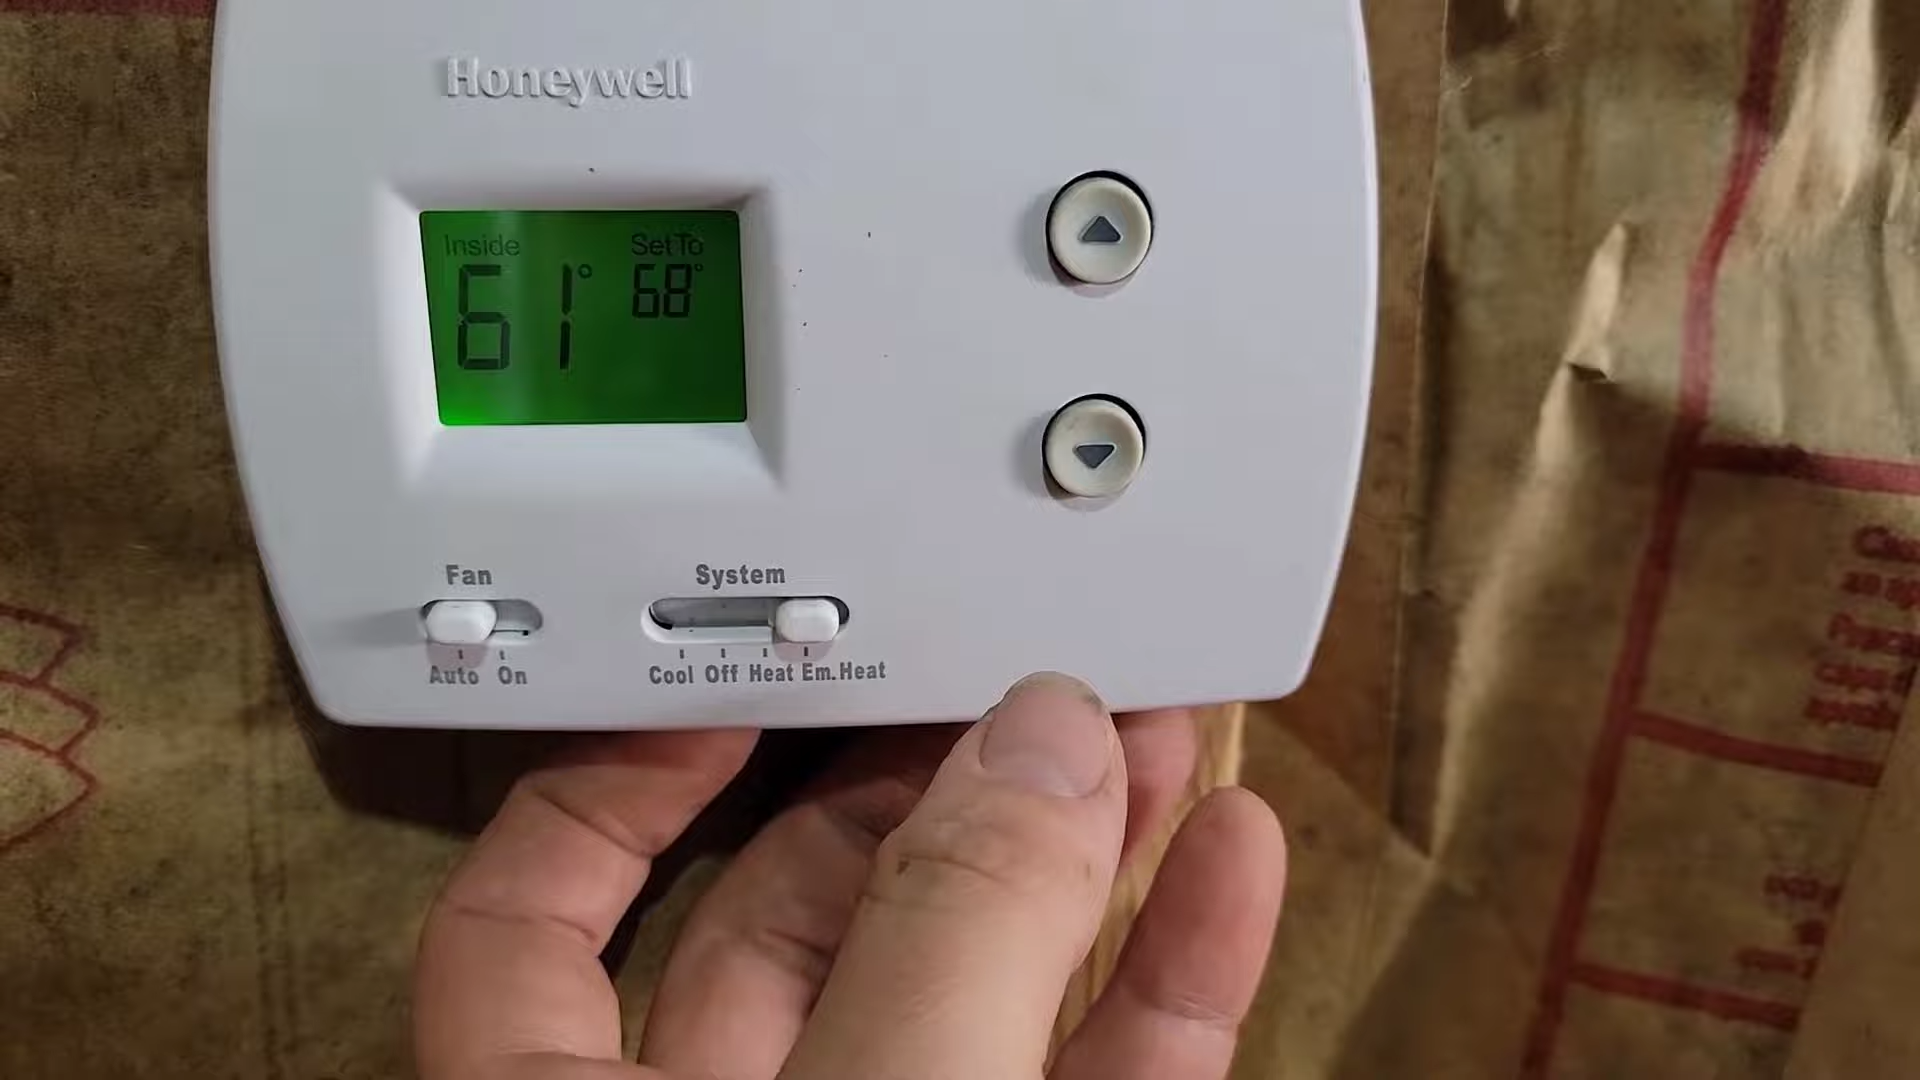 Honeywell
Inside Set To
61° 68°
Fan System
Auto On Cool Off Heat Em.Heat